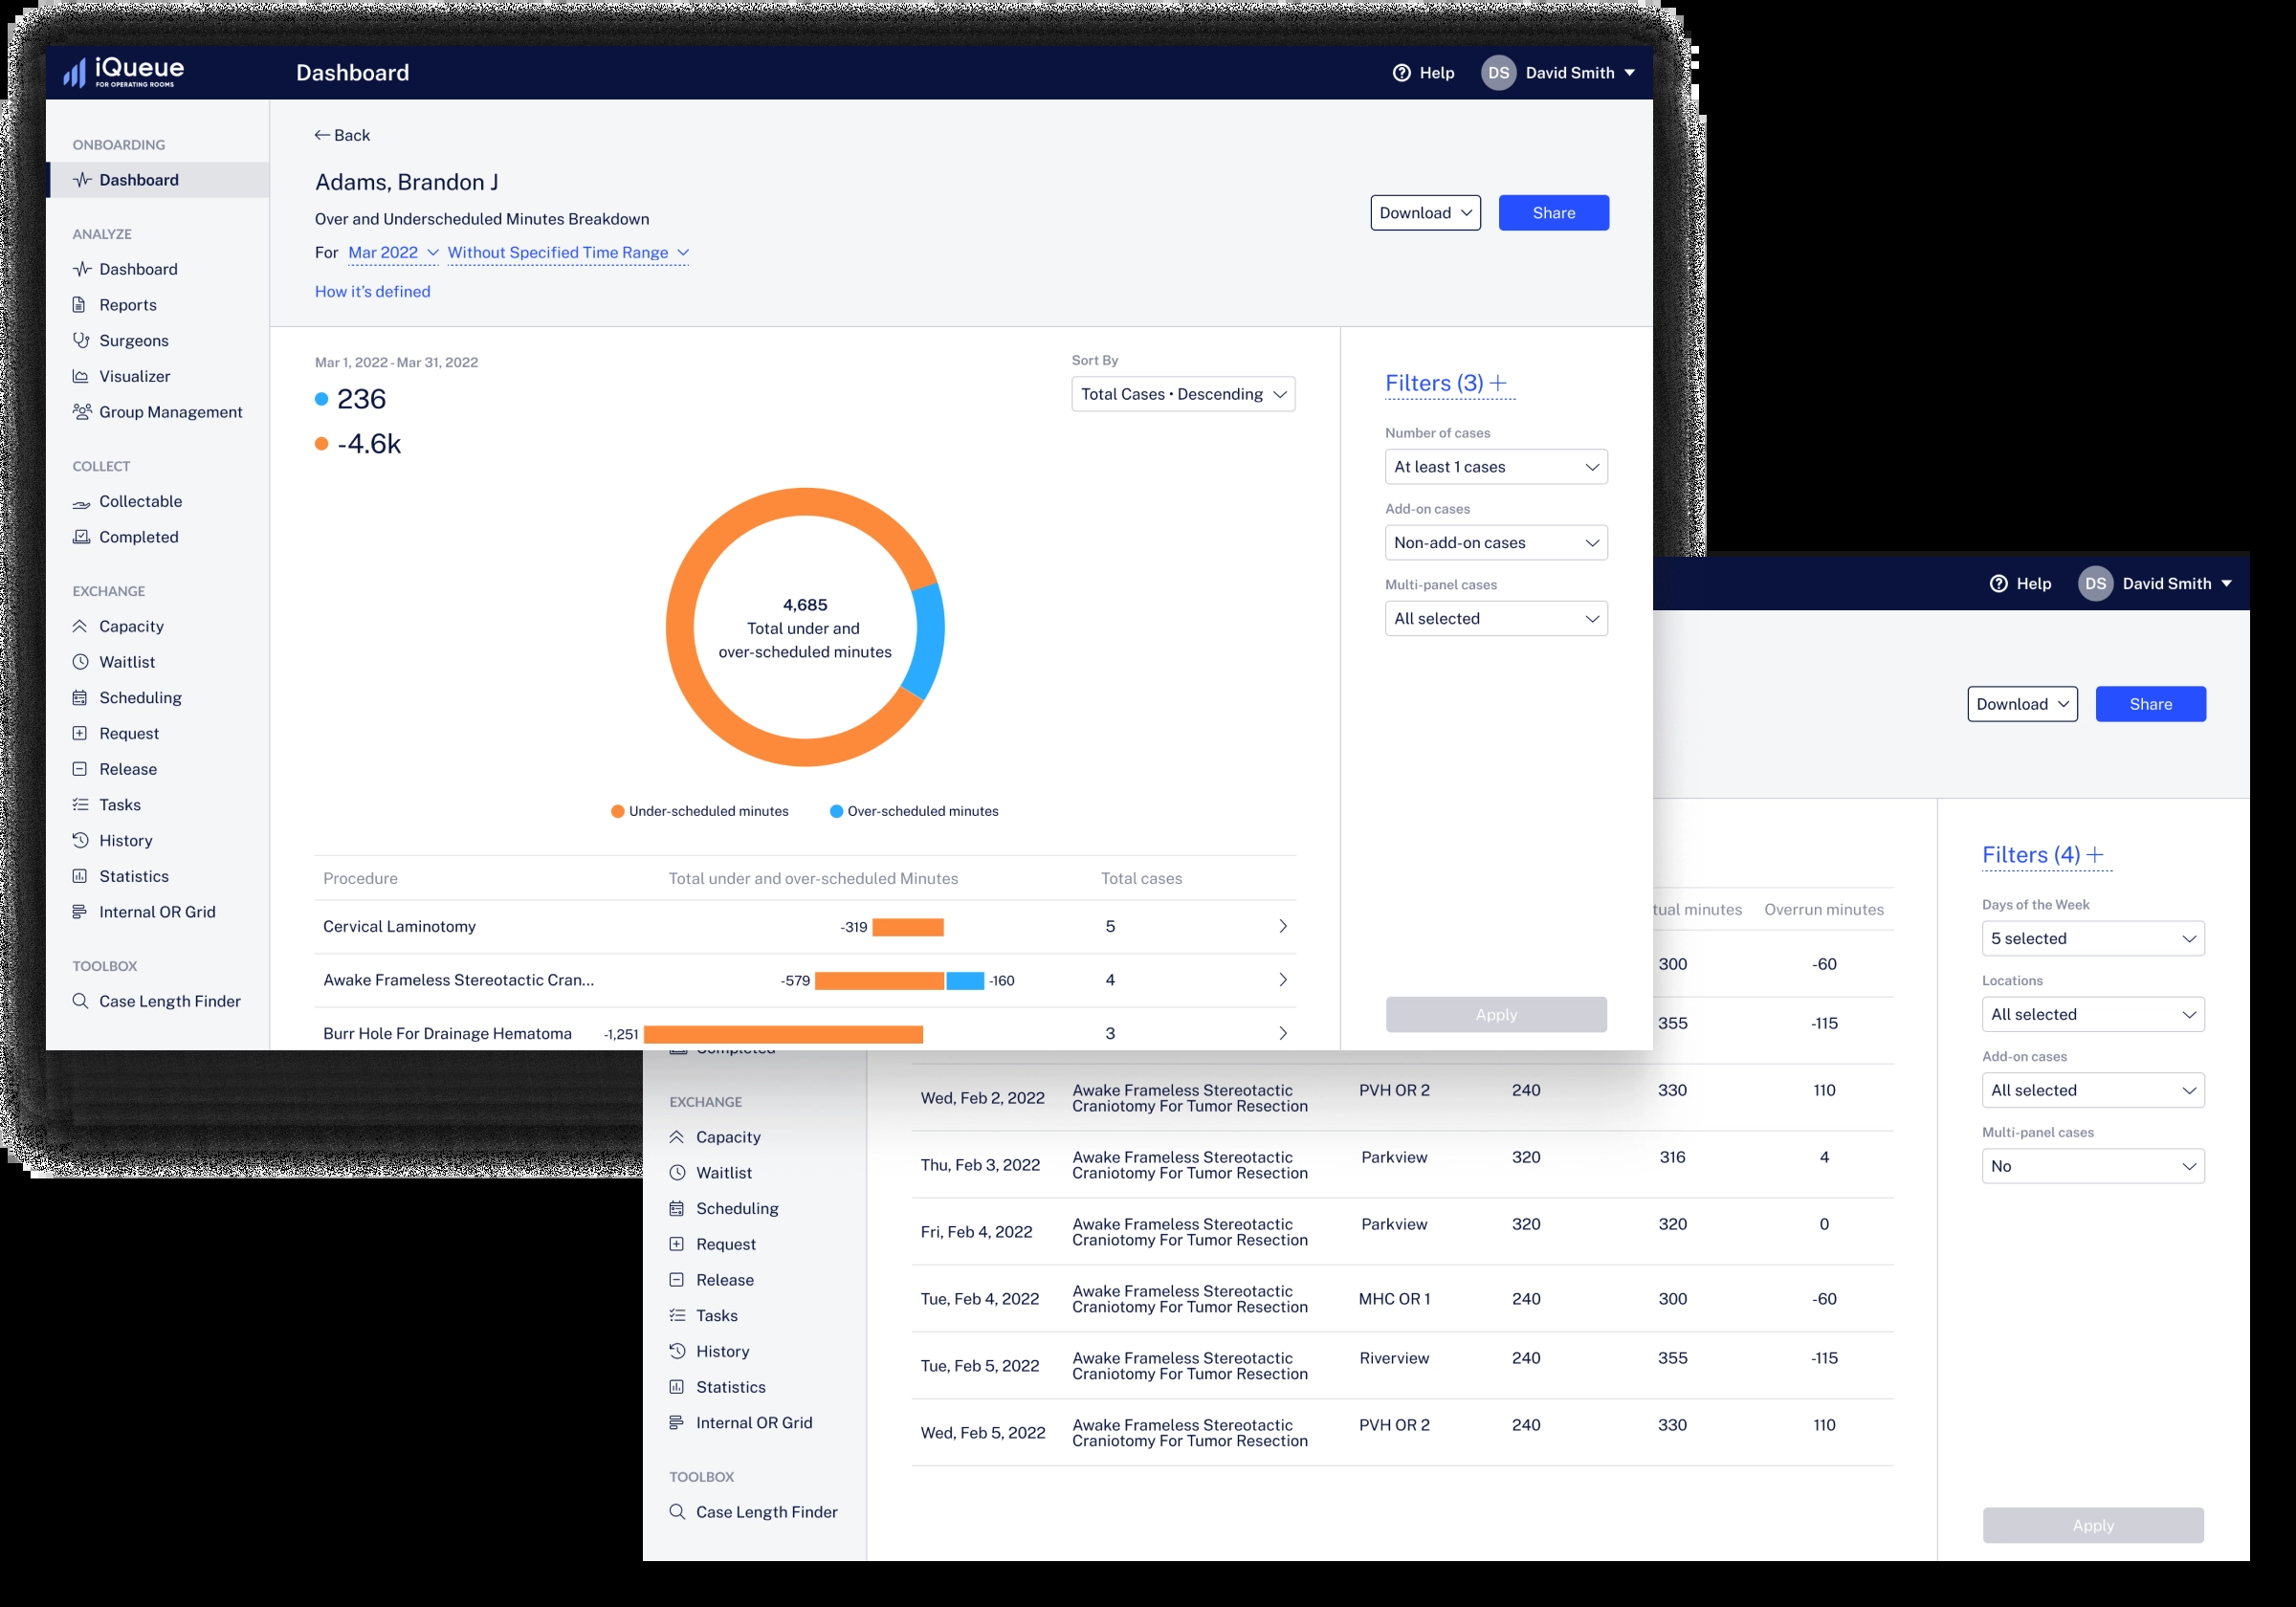 iQueue
FOR OPERATING ROOMS
Dashboard
Help
DS
David Smith
ONBOARDING
Dashboard
ANALYZE
Dashboard
Reports
Surgeons
Visualizer
Group Management
COLLECT
Collectable
Completed
EXCHANGE
Capacity
Waitlist
Scheduling
Request
Release
Tasks
History
Statistics
Internal OR Grid
TOOLBOX
Case Length Finder
Back
Adams, Brandon J
Over and Underscheduled Minutes Breakdown
For Mar 2022 Without Specified Time Range
How it’s defined
Download
Share
Mar 1, 2022 - Mar 31, 2022
236
-4.6k
Sort By
Total Cases • Descending
4,685
Total under and
over-scheduled minutes
Under-scheduled minutes
Over-scheduled minutes
Procedure Total under and over-scheduled Minutes Total cases
Cervical Laminotomy -319 5
Awake Frameless Stereotactic Cran... -579 -160 4
Burr Hole For Drainage Hematoma -1,251 3
Filters (3)
Number of cases
At least 1 cases
Add-on cases
Non-add-on cases
Multi-panel cases
All selected
Apply
Help
DS
David Smith
Download
Share
Completed
EXCHANGE
Capacity
Waitlist
Scheduling
Request
Release
Tasks
History
Statistics
Internal OR Grid
TOOLBOX
Case Length Finder
tual minutes Overrun minutes
300 -60
355 -115
Wed, Feb 2, 2022 Awake Frameless Stereotactic PVH OR 2 240 330 110
Craniotomy For Tumor Resection
Thu, Feb 3, 2022 Awake Frameless Stereotactic Parkview 320 316 4
Craniotomy For Tumor Resection
Fri, Feb 4, 2022 Awake Frameless Stereotactic Parkview 320 320 0
Craniotomy For Tumor Resection
Tue, Feb 4, 2022 Awake Frameless Stereotactic MHC OR 1 240 300 -60
Craniotomy For Tumor Resection
Tue, Feb 5, 2022 Awake Frameless Stereotactic Riverview 240 355 -115
Craniotomy For Tumor Resection
Wed, Feb 5, 2022 Awake Frameless Stereotactic PVH OR 2 240 330 110
Craniotomy For Tumor Resection
Filters (4)
Days of the Week
5 selected
Locations
All selected
Add-on cases
All selected
Multi-panel cases
No
Apply